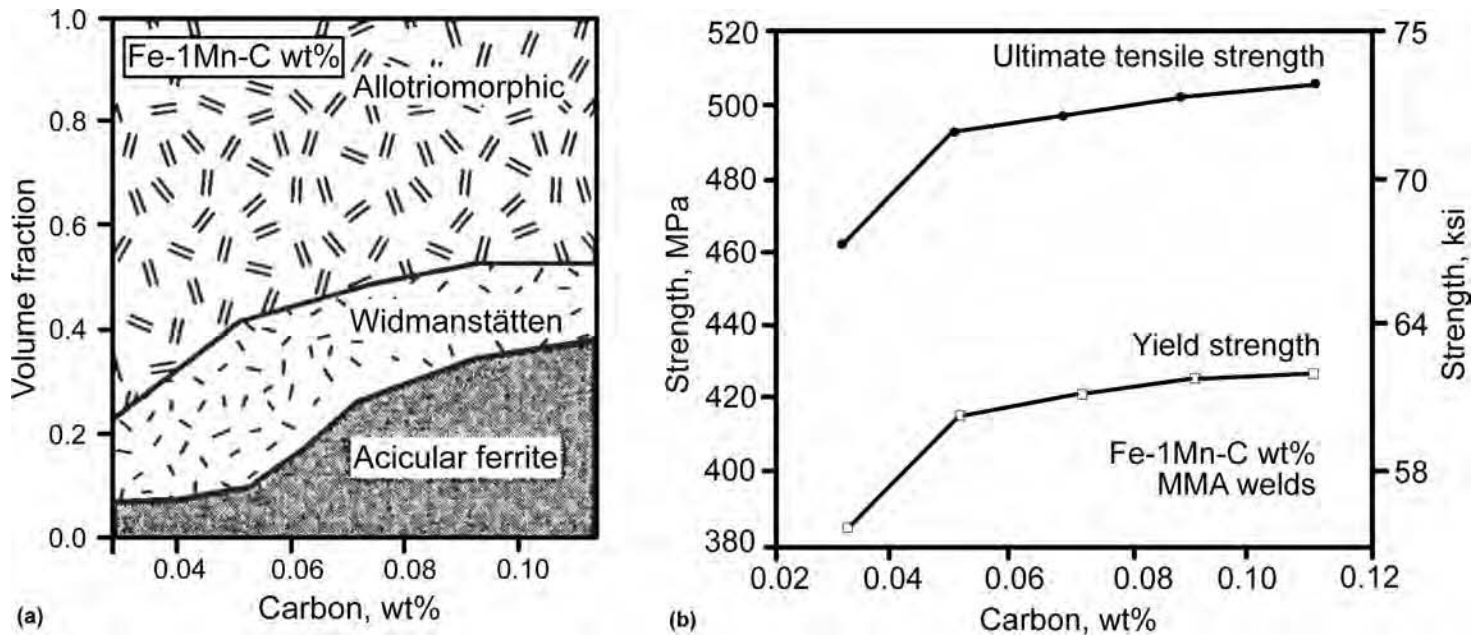 1.0
0.8
0.6
0.4
0.2
0.0
Volume fraction
Fe-1Mn-C wt%
Allotriomorphic
Widmanstätten
Acicular ferrite
0.04
0.06
0.08
0.10
Carbon, wt%
(a)
520
500
480
460
440
420
400
380
Strength, MPa
Ultimate tensile strength
Yield strength
Fe-1Mn-C wt%
MMA welds
75
70
64
58
Strength, ksi
0.02
0.04
0.06
0.08
0.10
0.12
Carbon, wt%
(b)